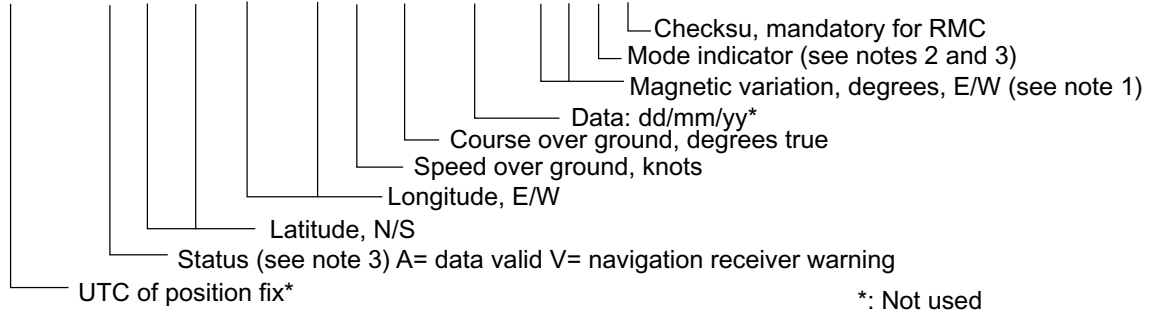 Checksu, mandatory for RMC
Mode indicator (see notes 2 and 3)
Magnetic variation, degrees, E/W (see note 1)
Data: dd/mm/yy*
Course over ground, degrees true
Speed over ground, knots
Longitude, E/W
Latitude, N/S
Status (see note 3) A= data valid V= navigation receiver warning
UTC of position fix*
*: Not used